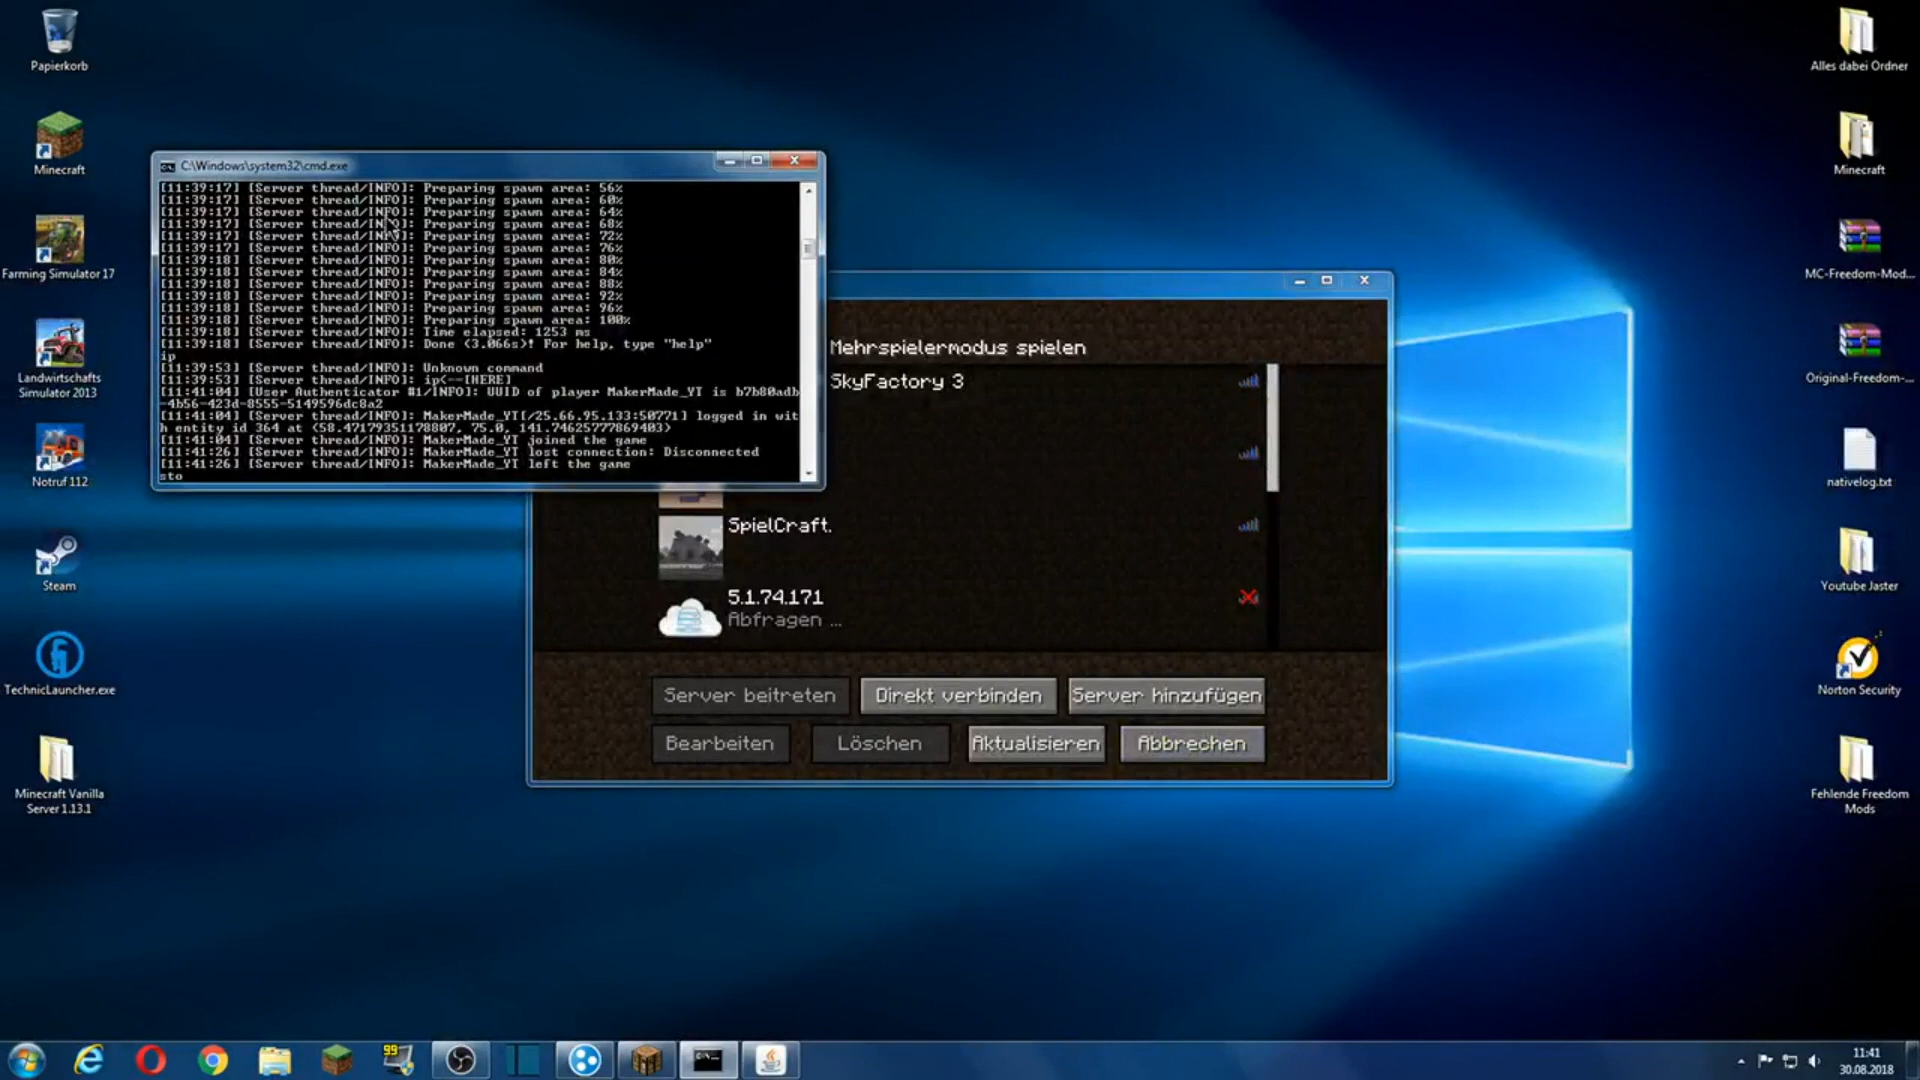 Papierkorb
Minecraft
Farming Simulator 17
Landwirtschafts
Simulator 2013
Notruf 112
Steam
TechnicLauncher.exe
Minecraft Vanilla
Server 1.13.1
C:\Windows\system32\cmd.exe
[11:39:17] [Server thread/INFO]: Preparing spawn area: 56%
[11:39:17] [Server thread/INFO]: Preparing spawn area: 60%
[11:39:17] [Server thread/INFO]: Preparing spawn area: 64%
[11:39:17] [Server thread/INFO]: Preparing spawn area: 68%
[11:39:17] [Server thread/INFO]: Preparing spawn area: 72%
[11:39:17] [Server thread/INFO]: Preparing spawn area: 76%
[11:39:18] [Server thread/INFO]: Preparing spawn area: 80%
[11:39:18] [Server thread/INFO]: Preparing spawn area: 84%
[11:39:18] [Server thread/INFO]: Preparing spawn area: 88%
[11:39:18] [Server thread/INFO]: Preparing spawn area: 92%
[11:39:18] [Server thread/INFO]: Preparing spawn area: 96%
[11:39:18] [Server thread/INFO]: Preparing spawn area: 100%
[11:39:18] [Server thread/INFO]: Time elapsed: 1253 ms
[11:39:18] [Server thread/INFO]: Done (3.066s)! For help, type "help"
ip
[11:39:53] [Server thread/INFO]: Unknown command
[11:39:53] [Server thread/INFO]: ip<--[HERE]
[11:41:04] [User Authenticator #1/INFO]: UUID of player MakerMade_YT is b7b80adb
-4b56-423d-8555-5149596dc8a2
[11:41:04] [Server thread/INFO]: MakerMade_YT[/25.66.95.133:50771] logged in wit
h entity id 364 at (58.47179351178807, 75.0, 141.74625777869403)
[11:41:04] [Server thread/INFO]: MakerMade_YT joined the game
[11:41:26] [Server thread/INFO]: MakerMade_YT lost connection: Disconnected
[11:41:26] [Server thread/INFO]: MakerMade_YT left the game
sto
Mehrspielermodus spielen
SkyFactory 3
SpielCraft.
5.1.74.171
Abfragen ...
Server beitreten
Direkt verbinden
Server hinzufügen
Bearbeiten
Löschen
Aktualisieren
Abbrechen
Alles dabei Ordner
Minecraft
MC-Freedom-Mod...
Original-Freedom-...
nativelog.txt
Youtube Jaster
Norton Security
Fehlende Freedom
Mods
99
11:41
30.08.2018